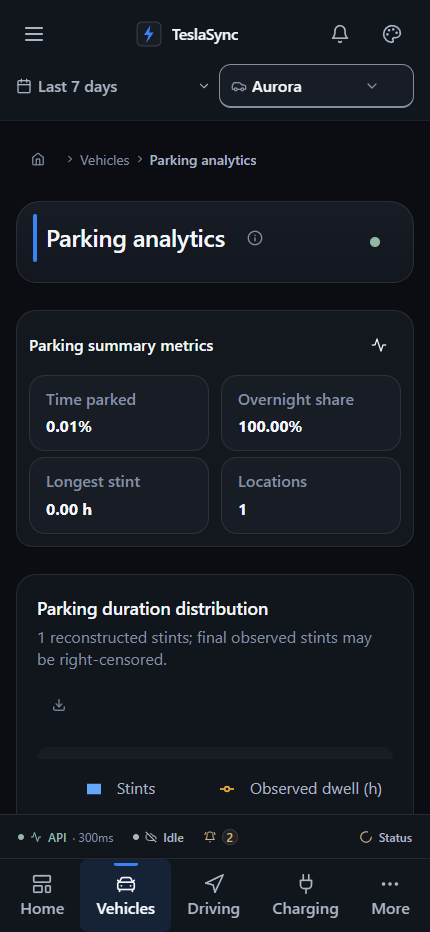 TeslaSync
Last 7 days
Aurora
Vehicles
Parking analytics
Parking analytics
Parking summary metrics
Time parked
0.01%
Overnight share
100.00%
Longest stint
0.00 h
Locations
1
Parking duration distribution
1 reconstructed stints; final observed stints may
be right-censored.
Stints
Observed dwell (h)
API · 300ms
Idle
2
Status
Home
Vehicles
Driving
Charging
More